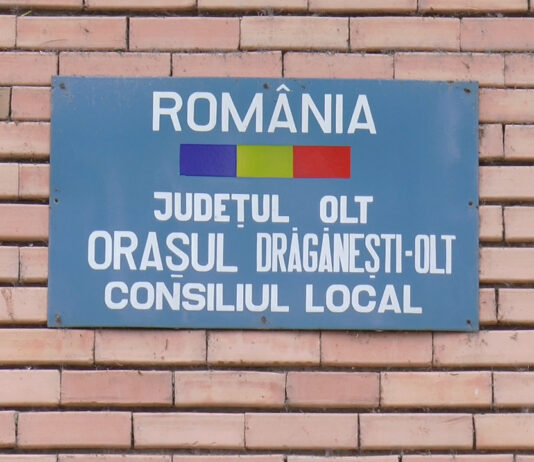 ROMÂNIA
JUDEȚUL OLT
ORAȘUL DRĂGĂNEȘTI-OLT
CONSILIUL LOCAL